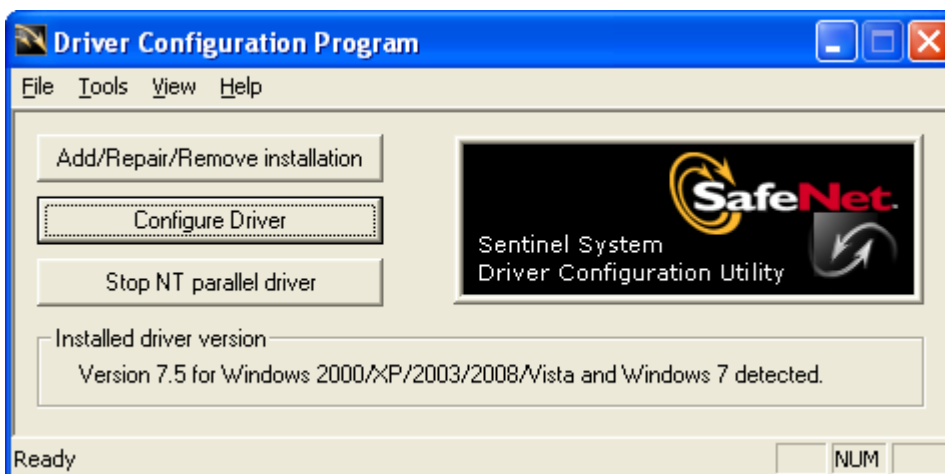 Driver Configuration Program
File Tools View Help
Add/Repair/Remove installation
Configure Driver
Stop NT parallel driver
SafeNet.
Sentinel System
Driver Configuration Utility
Installed driver version
Version 7.5 for Windows 2000/XP/2003/2008/Vista and Windows 7 detected.
Ready
NUM